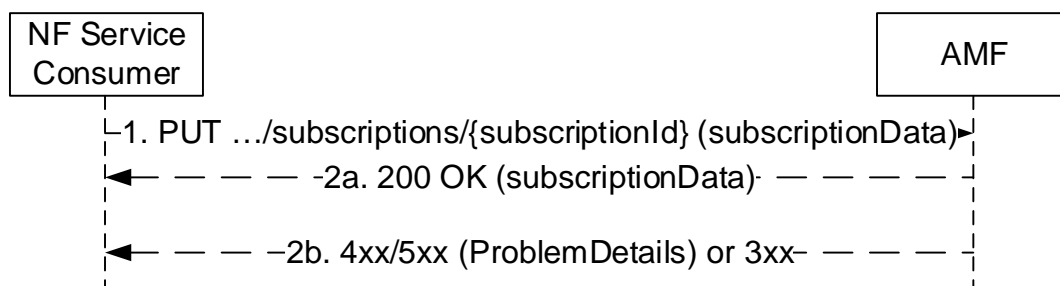 NF Service
Consumer
AMF
1. PUT …/subscriptions/{subscriptionId} (subscriptionData)
2a. 200 OK (subscriptionData)
2b. 4xx/5xx (ProblemDetails) or 3xx